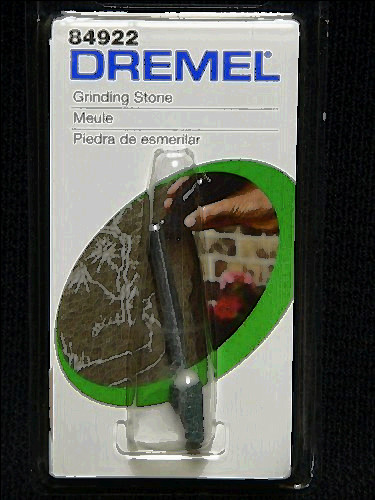 84922
DREMEL
Grinding Stone
Meule
Piedra de esmerilar